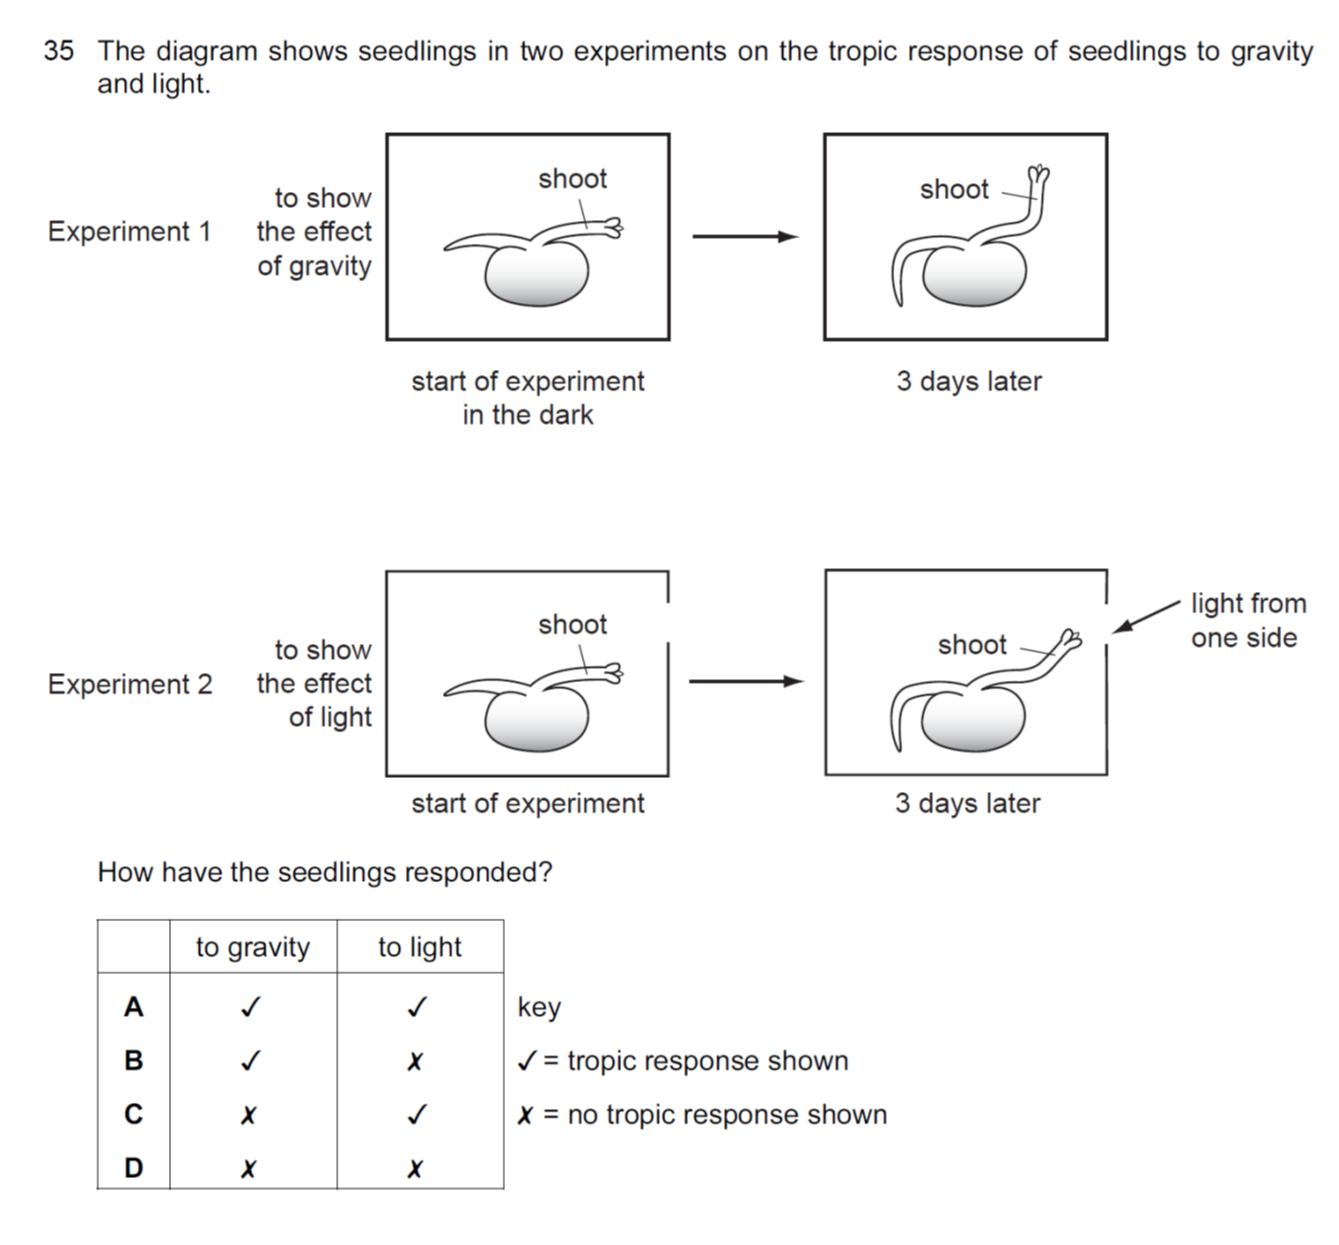 35 The diagram shows seedlings in two experiments on the tropic response of seedlings to gravity
and light.
Experiment 1
to show
the effect
of gravity
shoot
shoot
start of experiment
in the dark
3 days later
Experiment 2
to show
the effect
of light
shoot
shoot
light from
one side
start of experiment
3 days later
How have the seedlings responded?
to gravity to light
A ✓ ✓
B ✓ ✗
C ✗ ✓
D ✗ ✗
key
✓ = tropic response shown
✗ = no tropic response shown